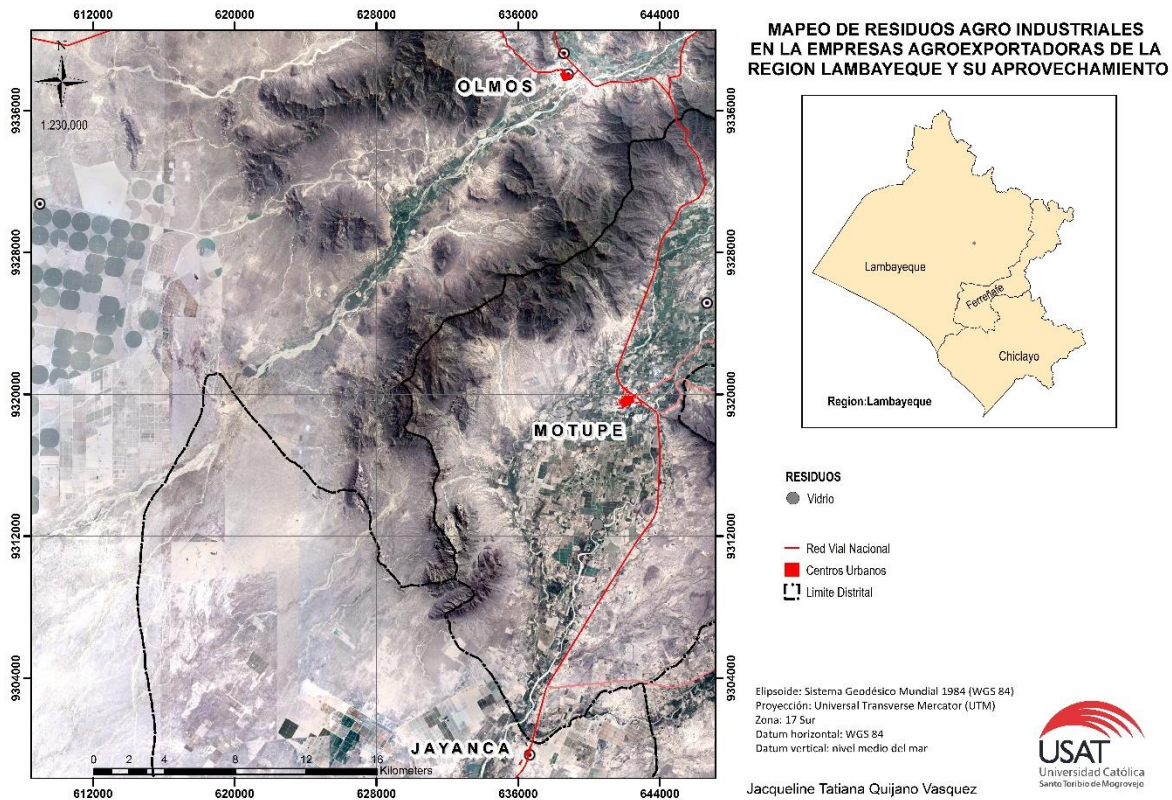 MAPEO DE RESIDUOS AGRO INDUSTRIALES
EN LA EMPRESAS AGROEXPORTADORAS DE LA
REGION LAMBAYEQUE Y SU APROVECHAMIENTO
612000 620000 628000 636000 644000
N
1:230,000
OLMOS
MOTUPE
JAYANCA
9336000
9328000
9320000
9312000
9304000
9336000
9328000
9320000
9312000
9304000
0 2 4 8 12 16
Kilometers
612000 620000 628000 636000 644000
Lambayeque
Ferreñafe
Chiclayo
Region:Lambayeque
RESIDUOS
Vidrio
Red Vial Nacional
Centros Urbanos
Limite Distrital
Elipsoide: Sistema Geodésico Mundial 1984 (WGS 84)
Proyección: Universal Transverse Mercator (UTM)
Zona: 17 Sur
Datum horizontal: WGS 84
Datum vertical: nivel medio del mar
Jacqueline Tatiana Quijano Vasquez
USAT
Universidad Católica
Santo Toribio de Mogrovejo